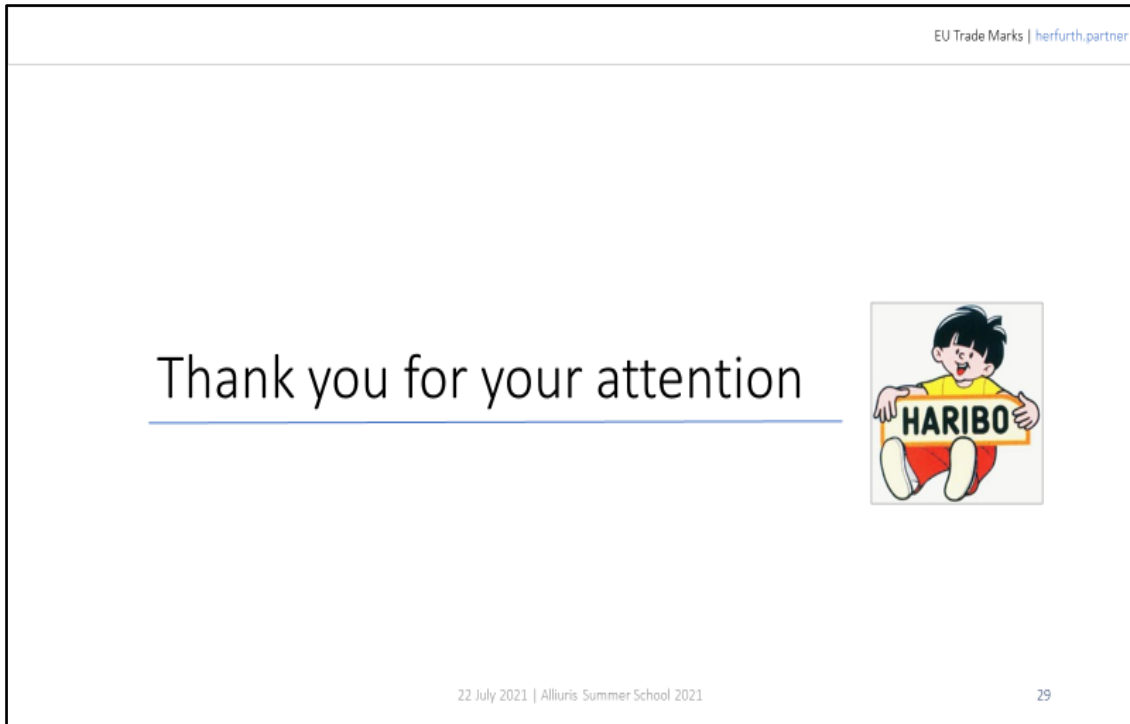 EU Trade Marks | herfurth.partner
Thank you for your attention
HARIBO
22 July 2021 | Alliuris Summer School 2021
29